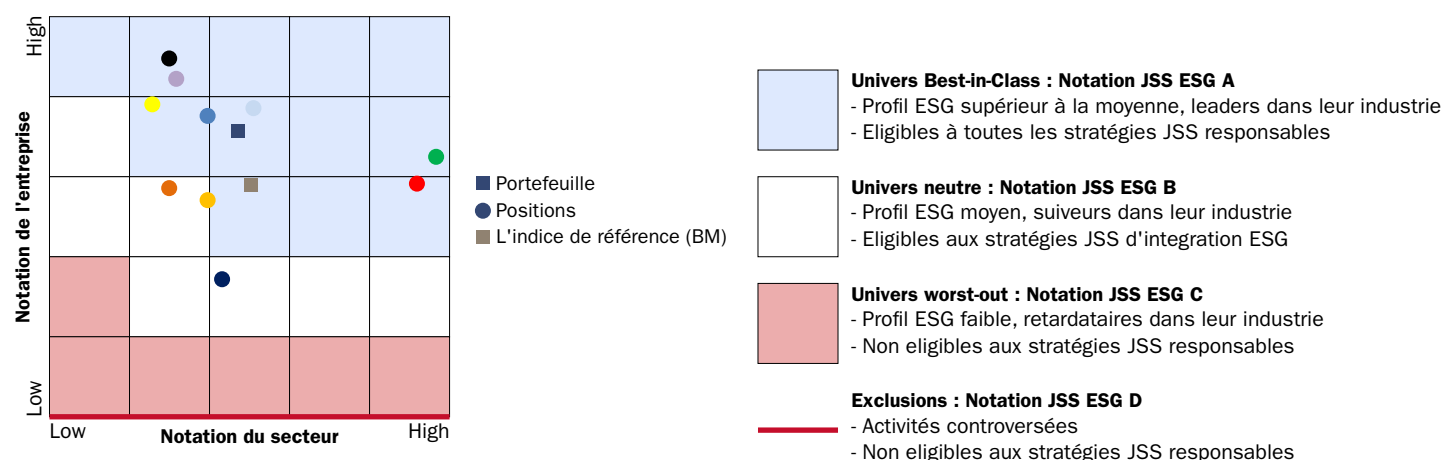 High
Notation de l'entreprise
Low
Low
Notation du secteur
High
Portefeuille
Positions
L'indice de référence (BM)
Univers Best-in-Class : Notation JSS ESG A
- Profil ESG supérieur à la moyenne, leaders dans leur industrie
- Eligibles à toutes les stratégies JSS responsables
Univers neutre : Notation JSS ESG B
- Profil ESG moyen, suiveurs dans leur industrie
- Eligibles aux stratégies JSS d'integration ESG
Univers worst-out : Notation JSS ESG C
- Profil ESG faible, retardataires dans leur industrie
- Non eligibles aux stratégies JSS responsables
Exclusions : Notation JSS ESG D
- Activités controversées
- Non eligibles aux stratégies JSS responsables